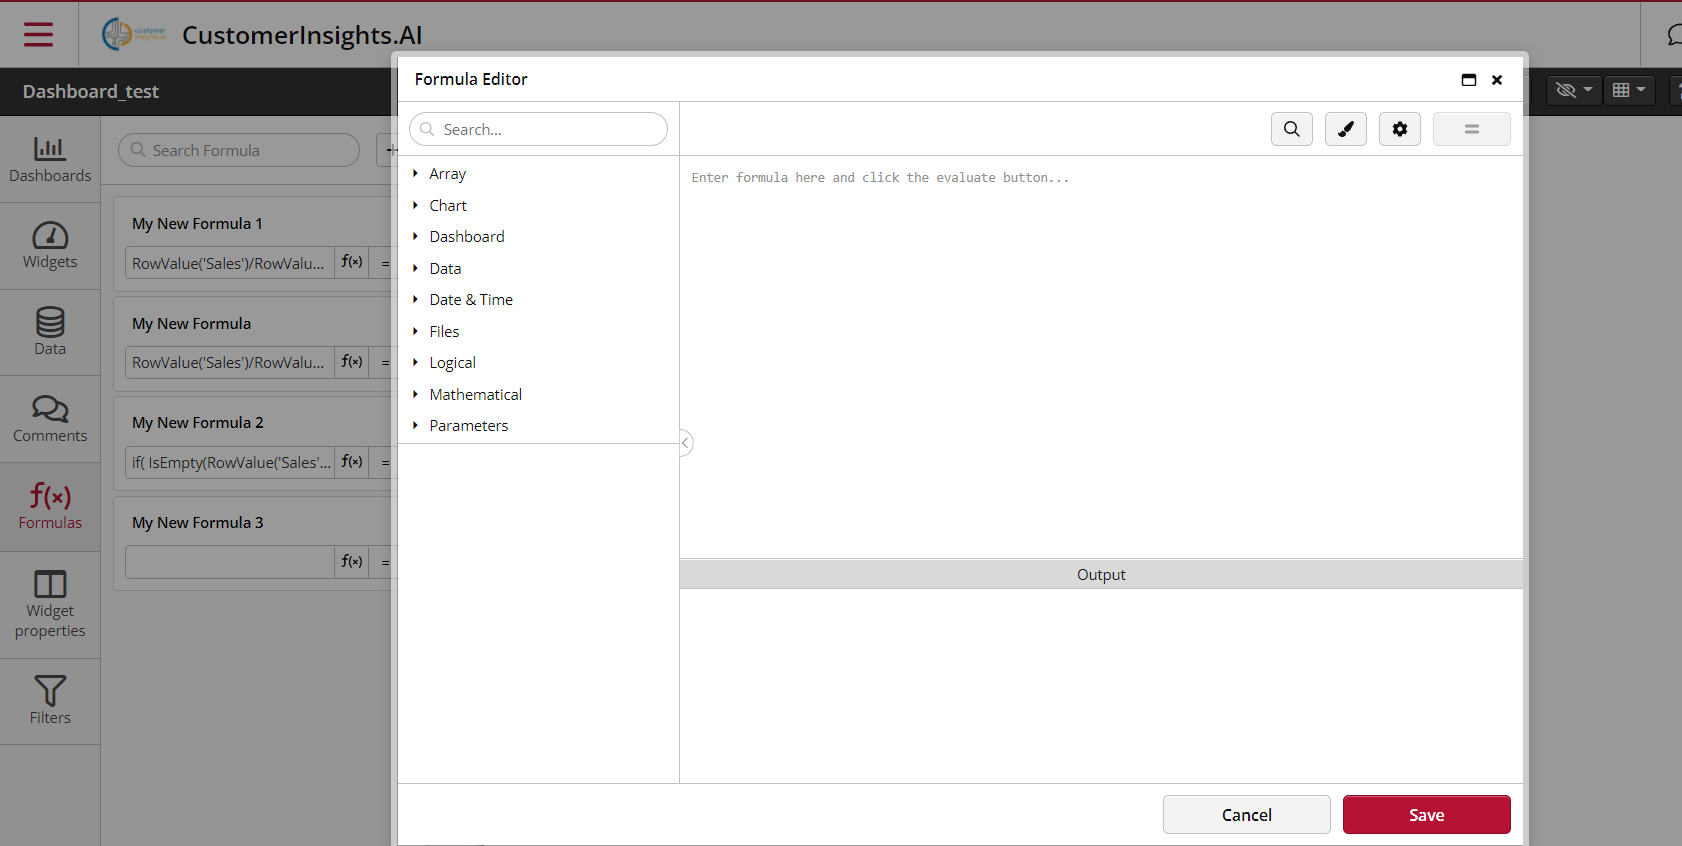 customer
insights.ai
CustomerInsights.AI
Dashboard_test
Dashboards
Widgets
Data
Comments
f(x)
Formulas
Widget
properties
Filters
Search Formula
+
My New Formula 1
RowValue('Sales')/RowValu...
f(x)
=
My New Formula
RowValue('Sales')/RowValu...
f(x)
=
My New Formula 2
if( IsEmpty(RowValue('Sales'...
f(x)
=
My New Formula 3
f(x)
=
Formula Editor
Search...
Array
Chart
Dashboard
Data
Date & Time
Files
Logical
Mathematical
Parameters
=
Enter formula here and click the evaluate button...
Output
Cancel
Save